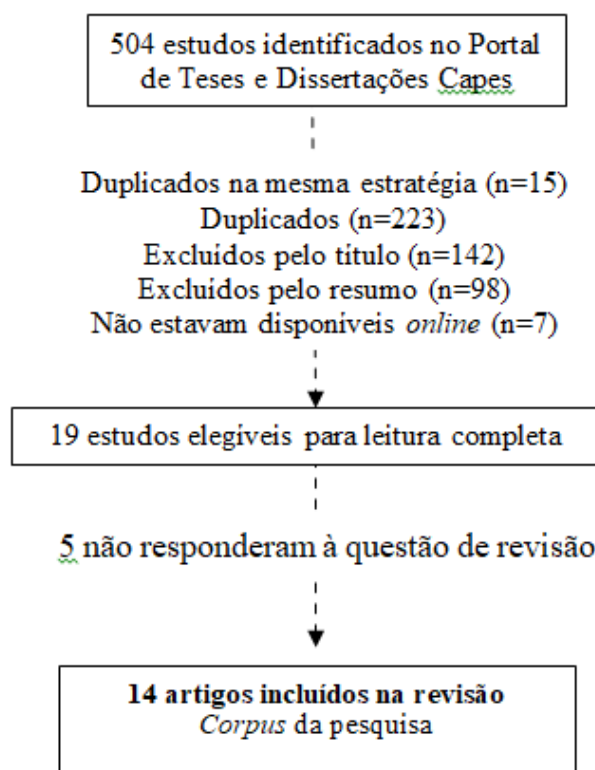 504 estudos identificados no Portal
de Teses e Dissertações Capes
Duplicados na mesma estratégia (n=15)
Duplicados (n=223)
Excluídos pelo título (n=142)
Excluídos pelo resumo (n=98)
Não estavam disponíveis online (n=7)
19 estudos elegíveis para leitura completa
5 não responderam à questão de revisão
14 artigos incluídos na revisão
Corpus da pesquisa